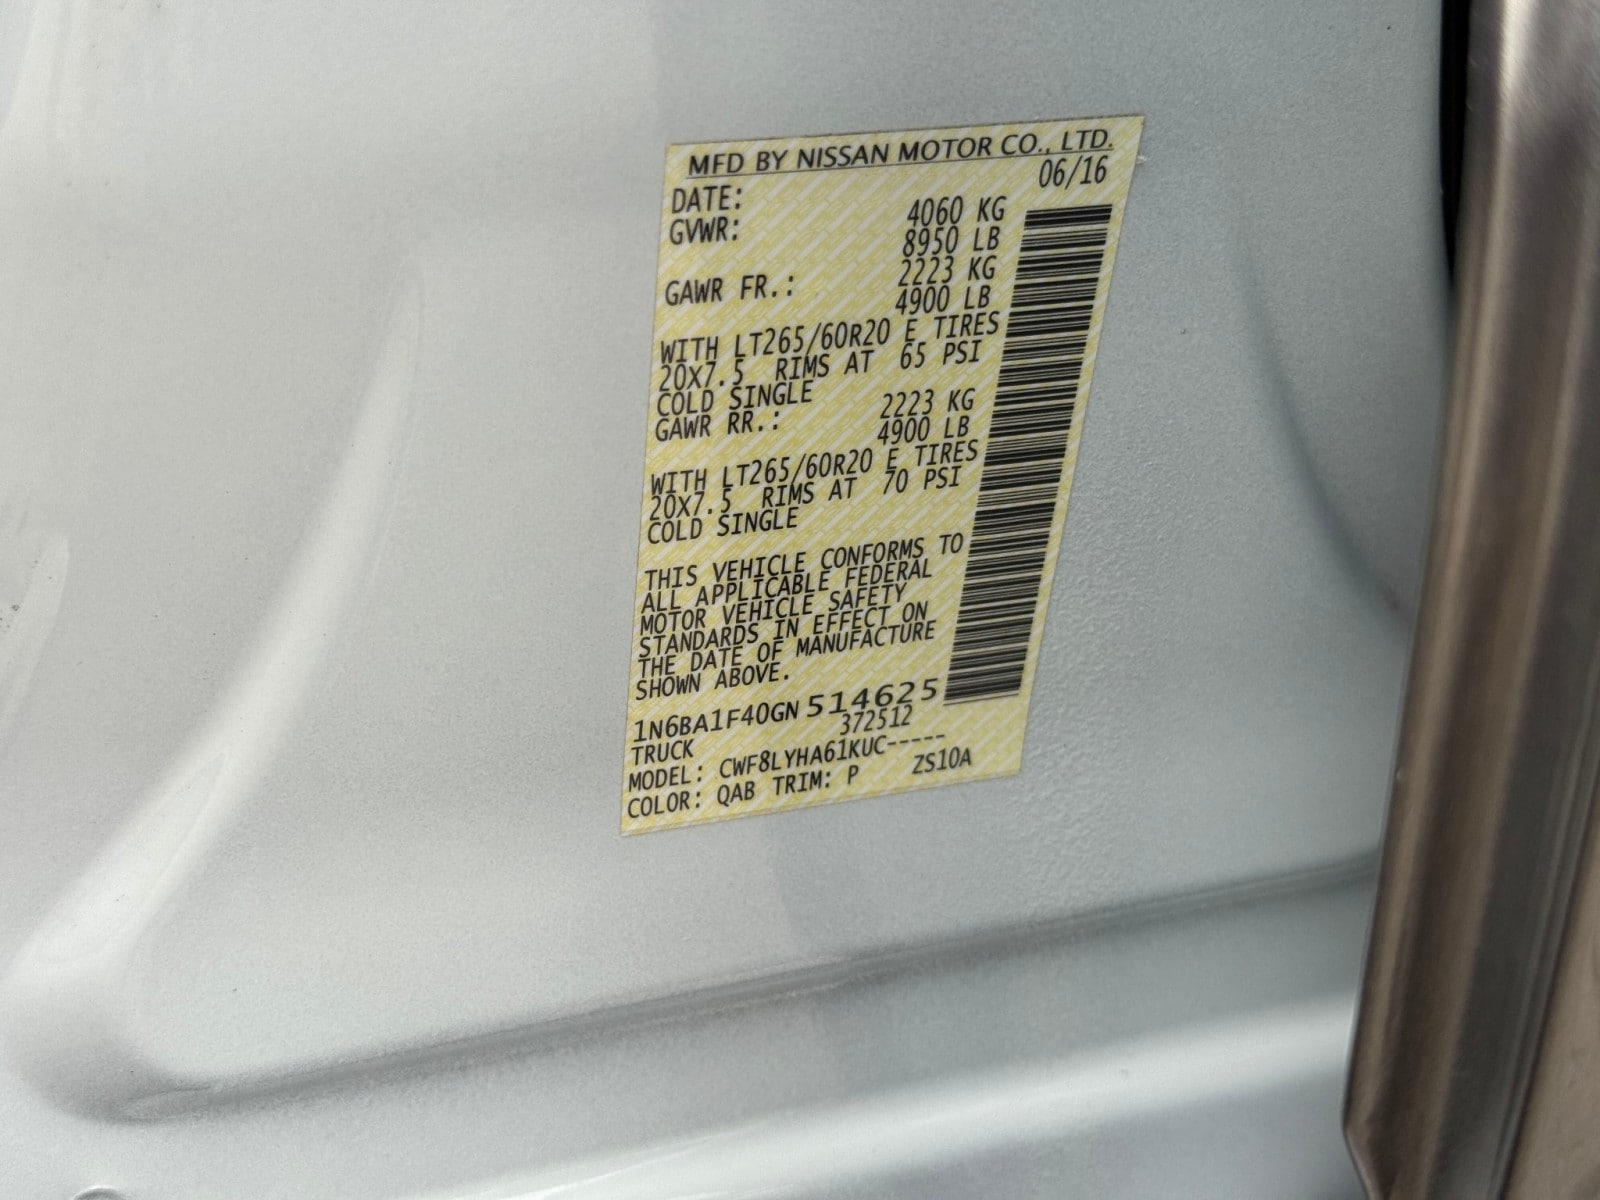 MFD BY NISSAN MOTOR CO., LTD.
DATE: 06/16
GVWR: 4060 KG
8950 LB
GAWR FR.: 2223 KG
4900 LB
WITH LT265/60R20 E TIRES
20X7.5 RIMS AT 65 PSI
COLD SINGLE
GAWR RR.: 2223 KG
4900 LB
WITH LT265/60R20 E TIRES
20X7.5 RIMS AT 70 PSI
COLD SINGLE
THIS VEHICLE CONFORMS TO
ALL APPLICABLE FEDERAL
MOTOR VEHICLE SAFETY
STANDARDS IN EFFECT ON
THE DATE OF MANUFACTURE
SHOWN ABOVE.
1N6BA1F40GN514625
TRUCK 372512
MODEL: CWF8LYHA61KUC-----
COLOR: QAB TRIM: P ZS10A